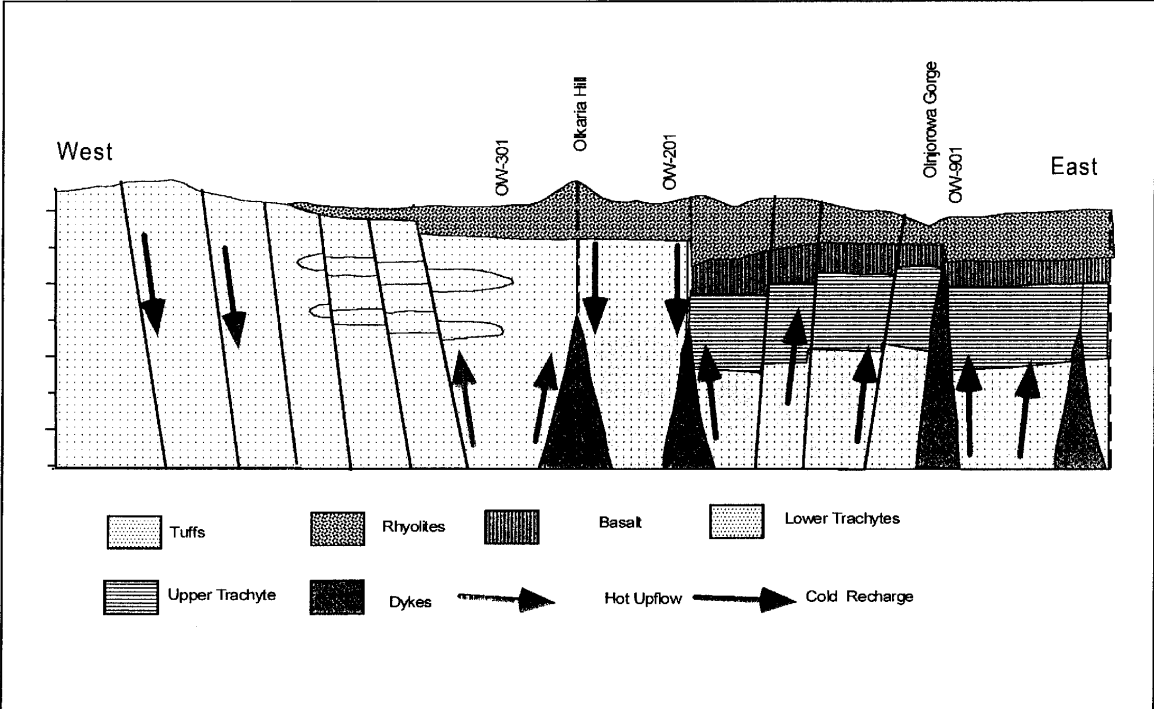 West
OW-301
Olkaria Hill
OW-201
Olnjorowa Gorge
OW-901
East
Tuffs
Rhyolites
Basalt
Lower Trachytes
Upper Trachyte
Dykes
Hot Upflow
Cold Recharge